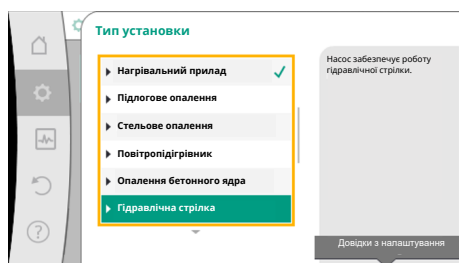 Тип установки
Нагрівальний прилад
Підлогове опалення
Стельове опалення
Повітропідігрівник
Опалення бетонного ядра
Гідравлічна стрілка
Насос забезпечує роботу
гідравлічної стрілки.
Довідки з налаштування